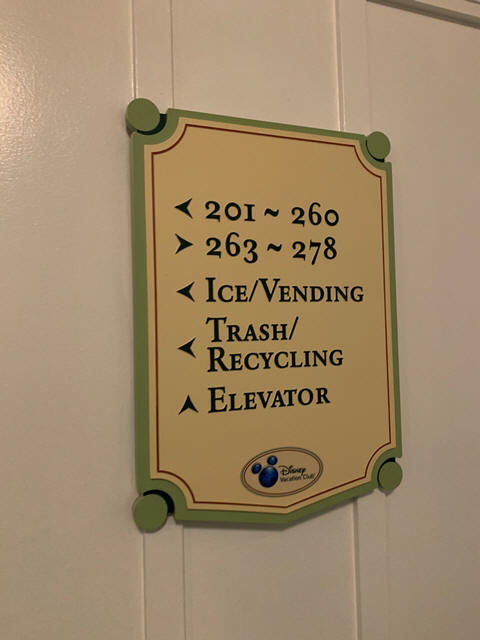 201 ~ 260
263 ~ 278
Ice/Vending
Trash/
Recycling
Elevator
Disney
Vacation Club